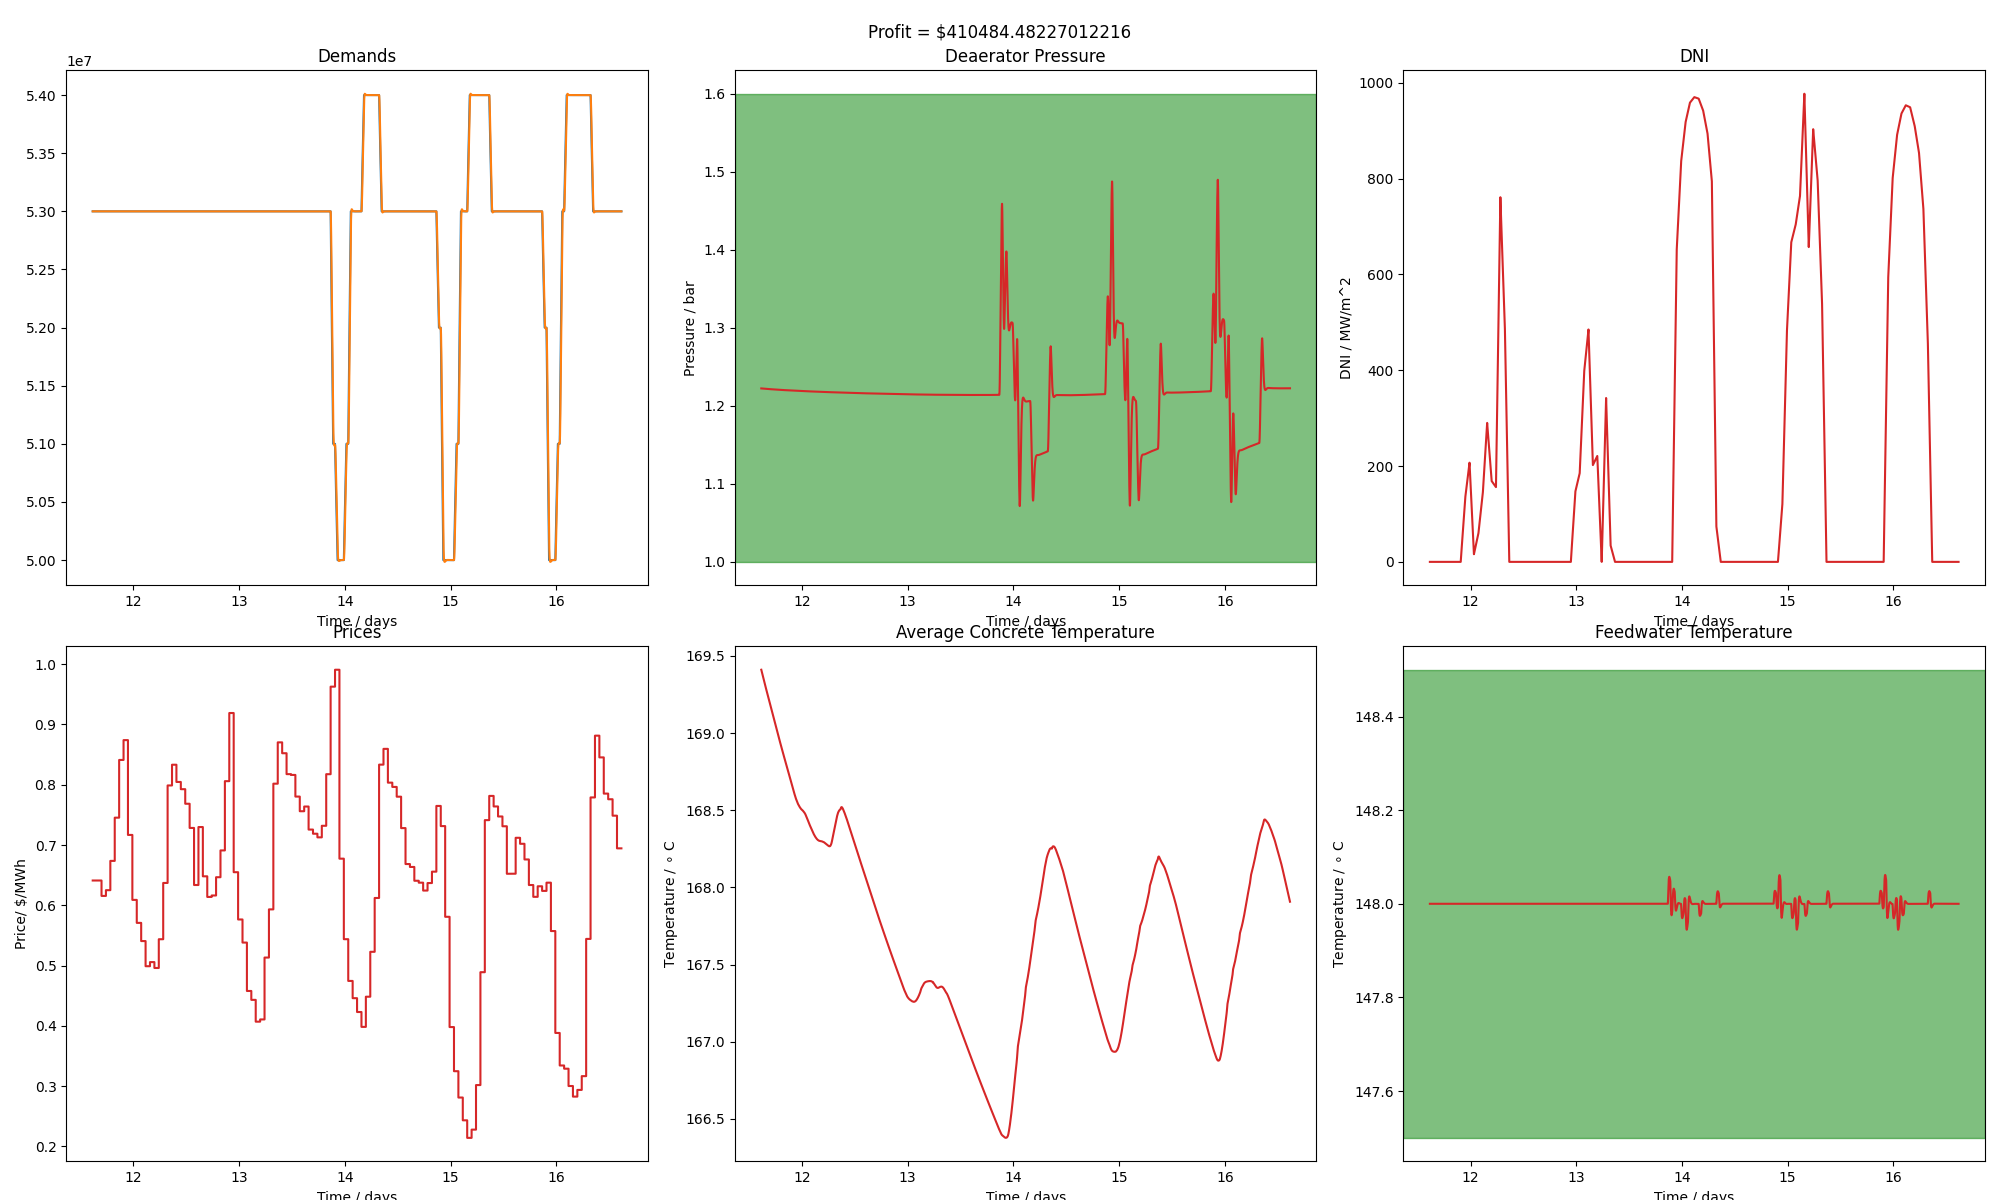 Profit = $410484.48227012216
Demands
1e7
5.40
5.35
5.30
5.25
5.20
5.15
5.10
5.05
5.00
12 13 14 15 16
Time / days
Deaerator Pressure
Pressure / bar
1.6
1.5
1.4
1.3
1.2
1.1
1.0
12 13 14 15 16
Time / days
DNI
DNI / MW/m^2
1000
800
600
400
200
0
12 13 14 15 16
Time / days
Prices
Price/ $/MWh
1.0
0.9
0.8
0.7
0.6
0.5
0.4
0.3
0.2
12 13 14 15 16
Time / days
Average Concrete Temperature
Temperature / ∘ C
169.5
169.0
168.5
168.0
167.5
167.0
166.5
12 13 14 15 16
Time / days
Feedwater Temperature
Temperature / ∘ C
148.4
148.2
148.0
147.8
147.6
12 13 14 15 16
Time / days